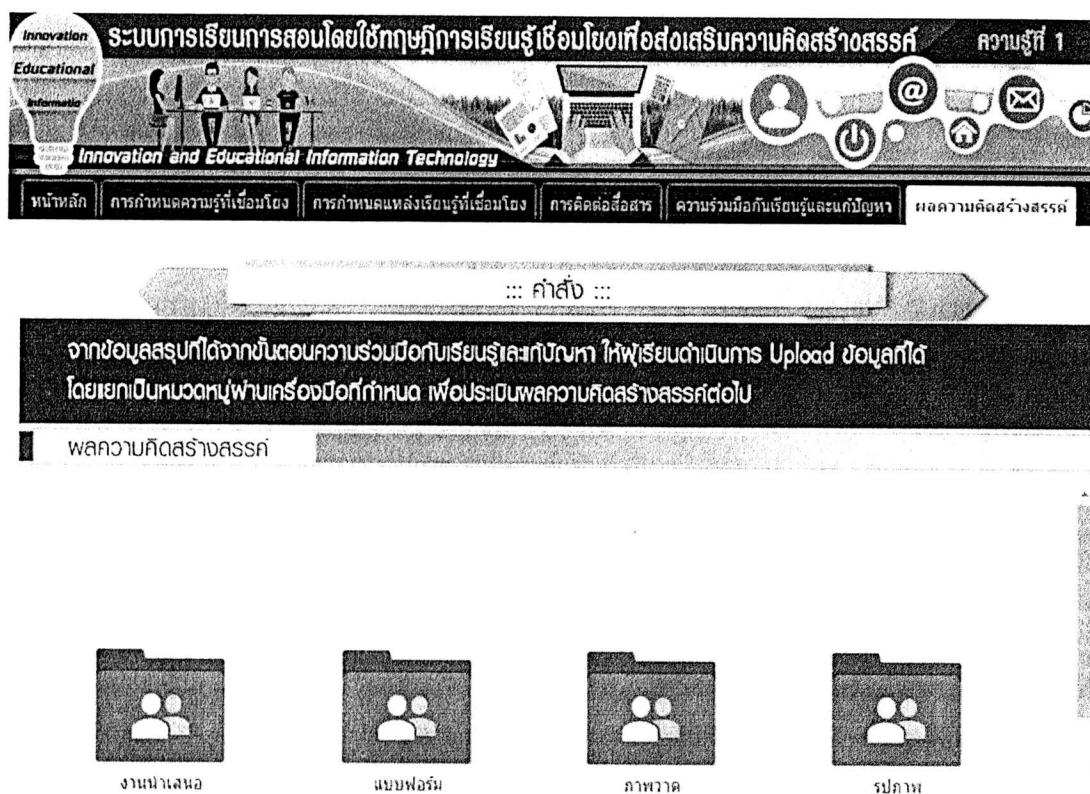 Innovation
Educational
Informatio
ระบบการเรียนการสอนโดยใช้ทฤษฎีการเรียนรู้เชื่อมโยงเพื่อส่งเสริมความคิดสร้างสรรค์ ความรู้ที่ 1
Innovation and Educational Information Technology
หน้าหลัก การกำหนดความรู้ที่เชื่อมโยง การกำหนดแหล่งเรียนรู้ที่เชื่อมโยง การติดต่อสื่อสาร ความร่วมมือกันเรียนรู้และแก้ปัญหา ผลความคิดสร้างสรรค์
::: คำสั่ง :::
จากข้อมูลสรุปที่ได้จากขั้นตอนความร่วมมือกันเรียนรู้และแก้ปัญหา ให้ผู้เรียนดำเนินการ Upload ข้อมูลที่ได้
โดยแยกเป็นหมวดหมู่ผ่านเครื่องมือที่กำหนด เพื่อประเมินผลความคิดสร้างสรรค์ต่อไป
ผลความคิดสร้างสรรค์
งานนำเสนอ แบบฟอร์ม ภาพวาด รูปภาพ